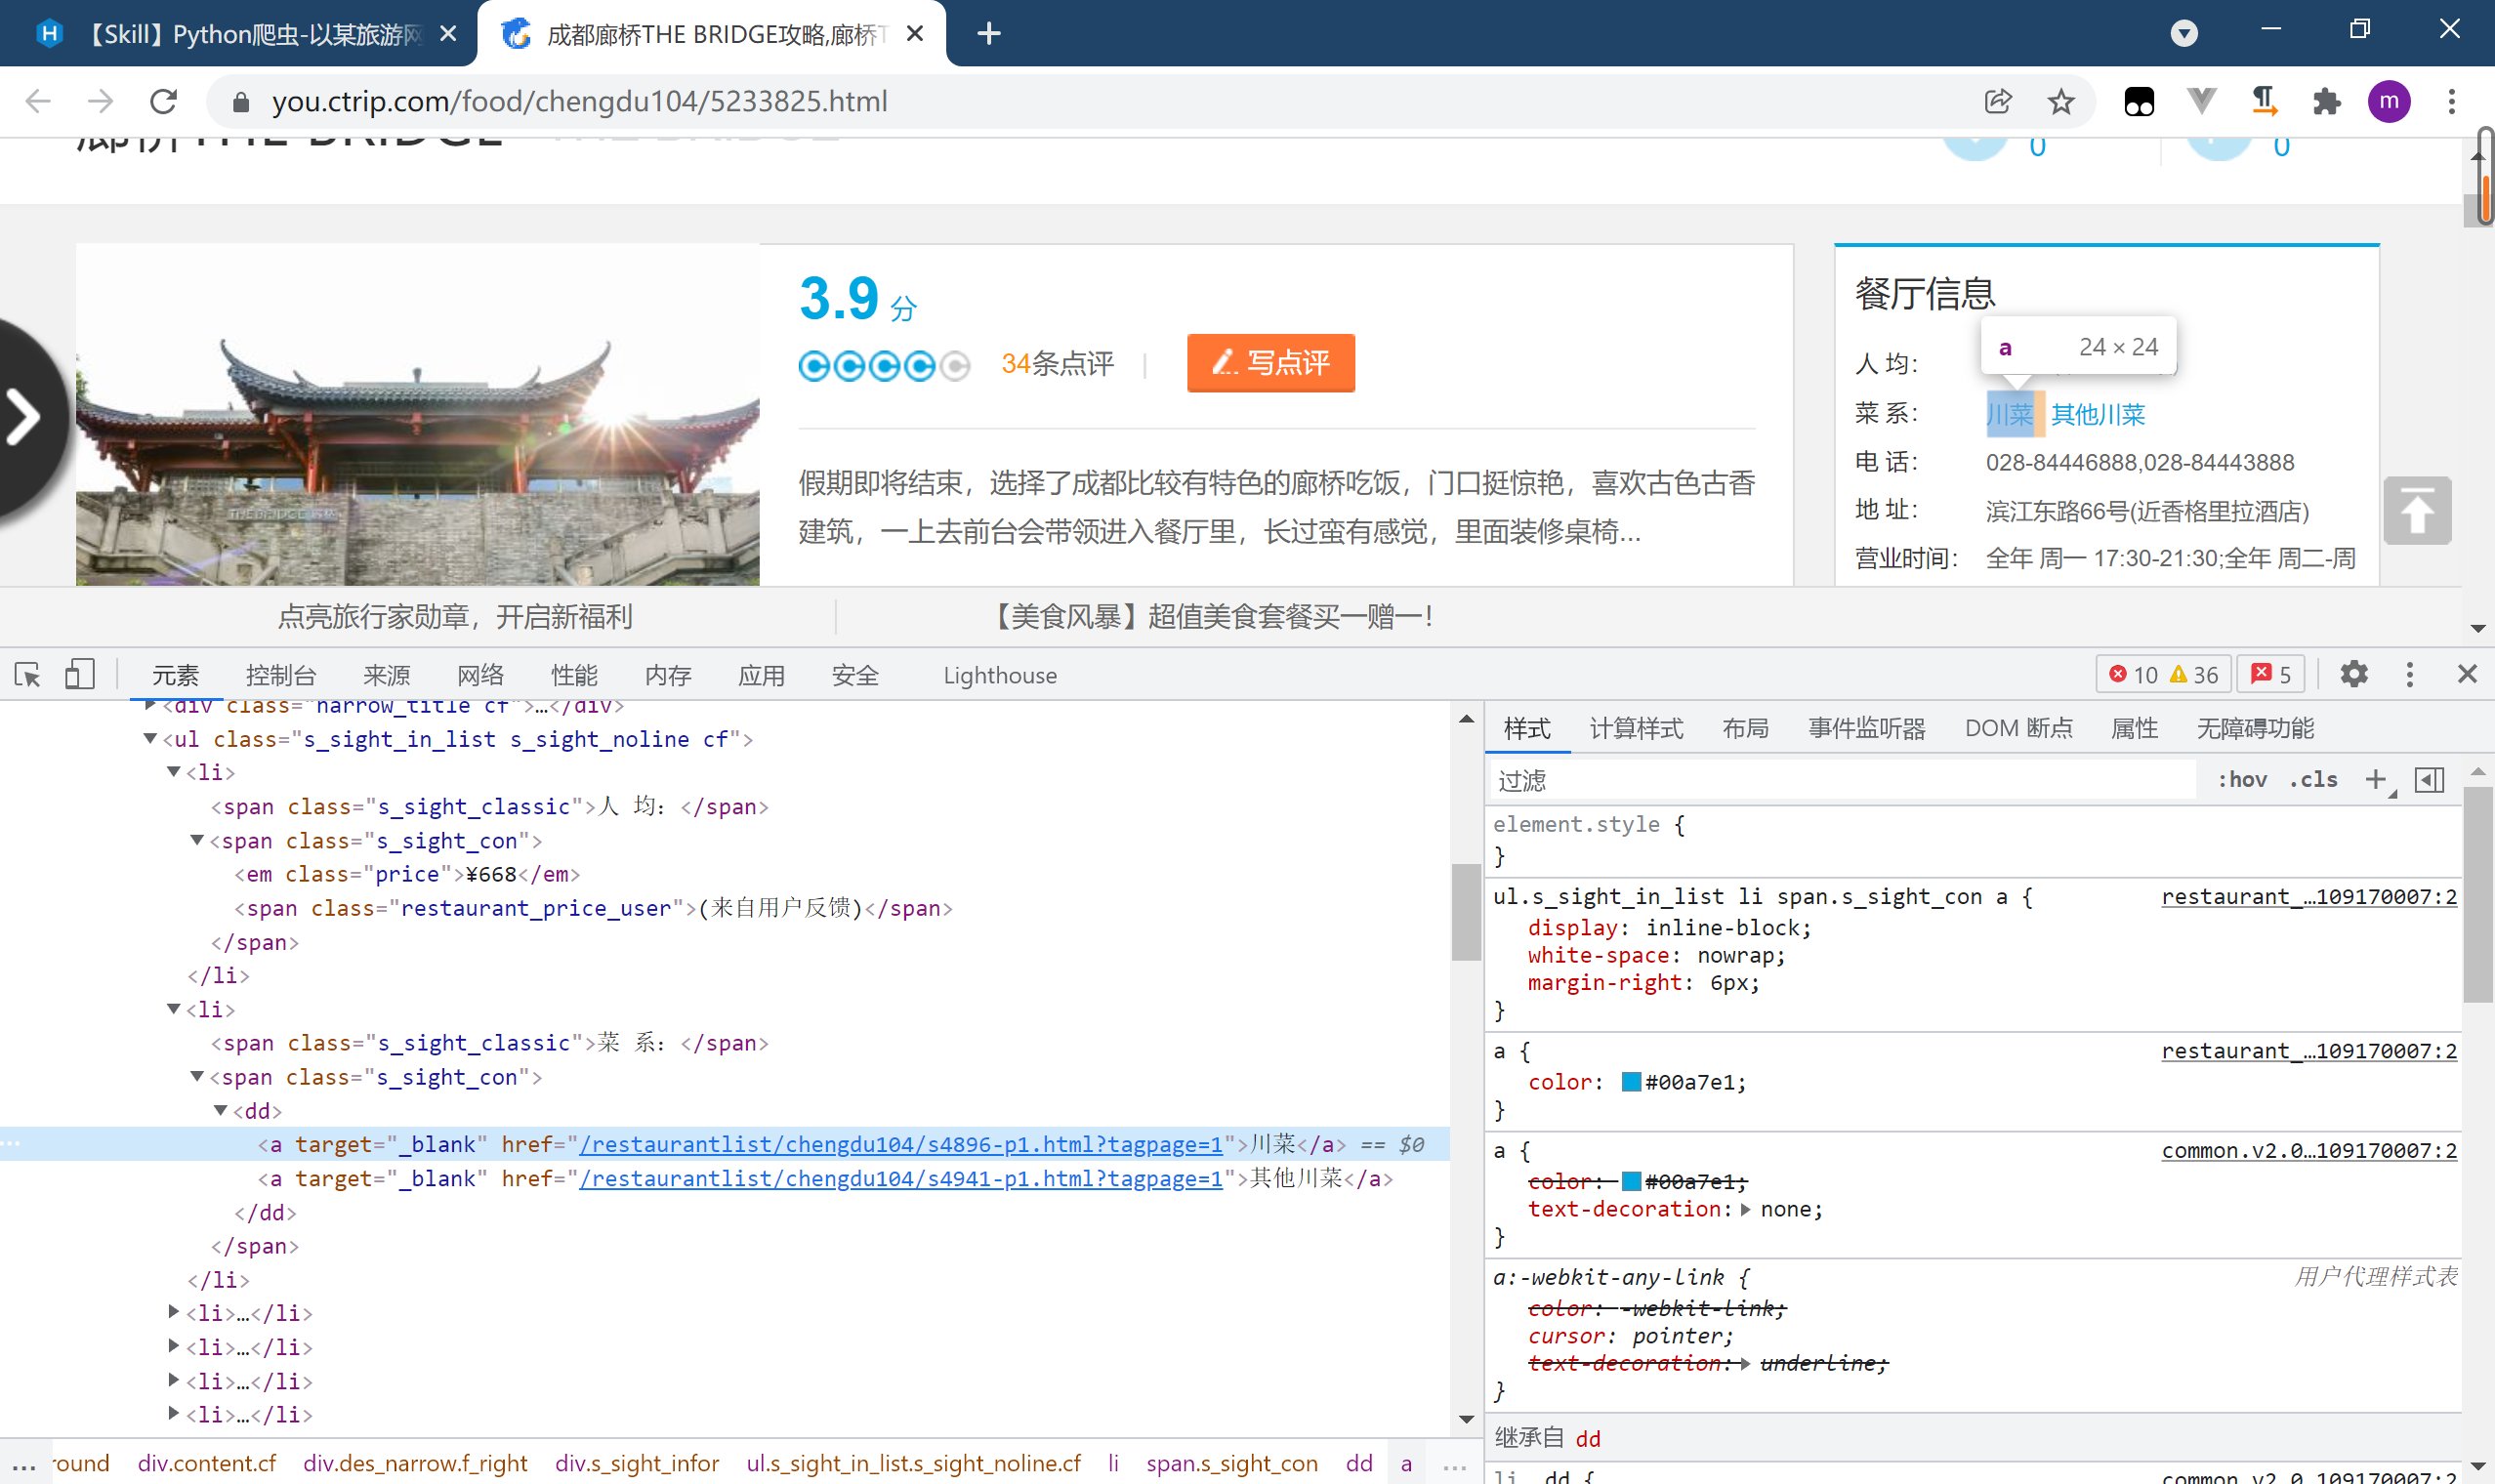 【Skill】Python爬虫-以某旅游网
成都廊桥THE BRIDGE攻略,廊桥T
you.ctrip.com/food/chengdu104/5233825.html
m
廊桥THE BRIDGE THE BRIDGE
0
0
3.9 分
34条点评
写点评
假期即将结束，选择了成都比较有特色的廊桥吃饭，门口挺惊艳，喜欢古色古香
建筑，一上去前台会带领进入餐厅里，长过蛮有感觉，里面装修桌椅...
THE BRIDGE 廊桥
餐厅信息
a 24 × 24
人 均：
菜 系： 川菜 其他川菜
电 话： 028-84446888,028-84443888
地 址： 滨江东路66号(近香格里拉酒店)
营业时间： 全年 周一 17:30-21:30;全年 周二-周
点亮旅行家勋章，开启新福利
【美食风暴】超值美食套餐买一赠一！
元素 控制台 来源 网络 性能 内存 应用 安全 Lighthouse
10 36 5
<div class="narrow_title cf">…</div>
<ul class="s_sight_in_list s_sight_noline cf">
<li>
<span class="s_sight_classic">人 均：</span>
<span class="s_sight_con">
<em class="price">¥668</em>
<span class="restaurant_price_user">(来自用户反馈)</span>
</span>
</li>
<li>
<span class="s_sight_classic">菜 系：</span>
<span class="s_sight_con">
<dd>
<a target="_blank" href="/restaurantlist/chengdu104/s4896-p1.html?tagpage=1">川菜</a> == $0
<a target="_blank" href="/restaurantlist/chengdu104/s4941-p1.html?tagpage=1">其他川菜</a>
</dd>
</span>
</li>
<li>…</li>
<li>…</li>
<li>…</li>
<li>…</li>
... round div.content.cf div.des_narrow.f_right div.s_sight_infor ul.s_sight_in_list.s_sight_noline.cf li span.s_sight_con dd a ...
样式 计算样式 布局 事件监听器 DOM 断点 属性 无障碍功能
过滤 :hov .cls
element.style {
}
ul.s_sight_in_list li span.s_sight_con a { restaurant_…109170007:2
display: inline-block;
white-space: nowrap;
margin-right: 6px;
}
a { restaurant_…109170007:2
color: #00a7e1;
}
a { common.v2.0…109170007:2
color: #00a7e1;
text-decoration: none;
}
a:-webkit-any-link { 用户代理样式表
color: -webkit-link;
cursor: pointer;
text-decoration: underline;
}
继承自 dd
li, dd { common.v2.0…109170007:2